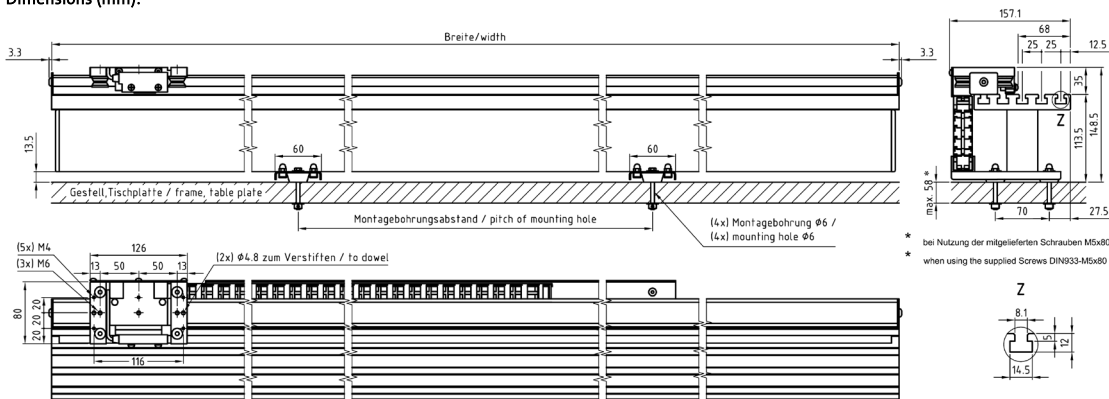 Dimensions (mm):
Breite/width
3.3
3.3
13.5
60
60
Gestell,Tischplatte / frame, table plate
Montagebohrungsabstand / pitch of mounting hole
(4x) Montagebohrung Ø6 /
(4x) mounting hole Ø6
157.1
68
25
25
12.5
35
113.5
148.5
Z
max. 58 *
70
27.5
* bei Nutzung der mitgelieferten Schrauben M5x80
* when using the supplied Screws DIN933-M5x80
(5x) M4
(3x) M6
126
13
50
50
13
(2x) Ø4.8 zum Verstiften / to dowel
80
20
20
20
116
Z
8.1
5
12
14.5